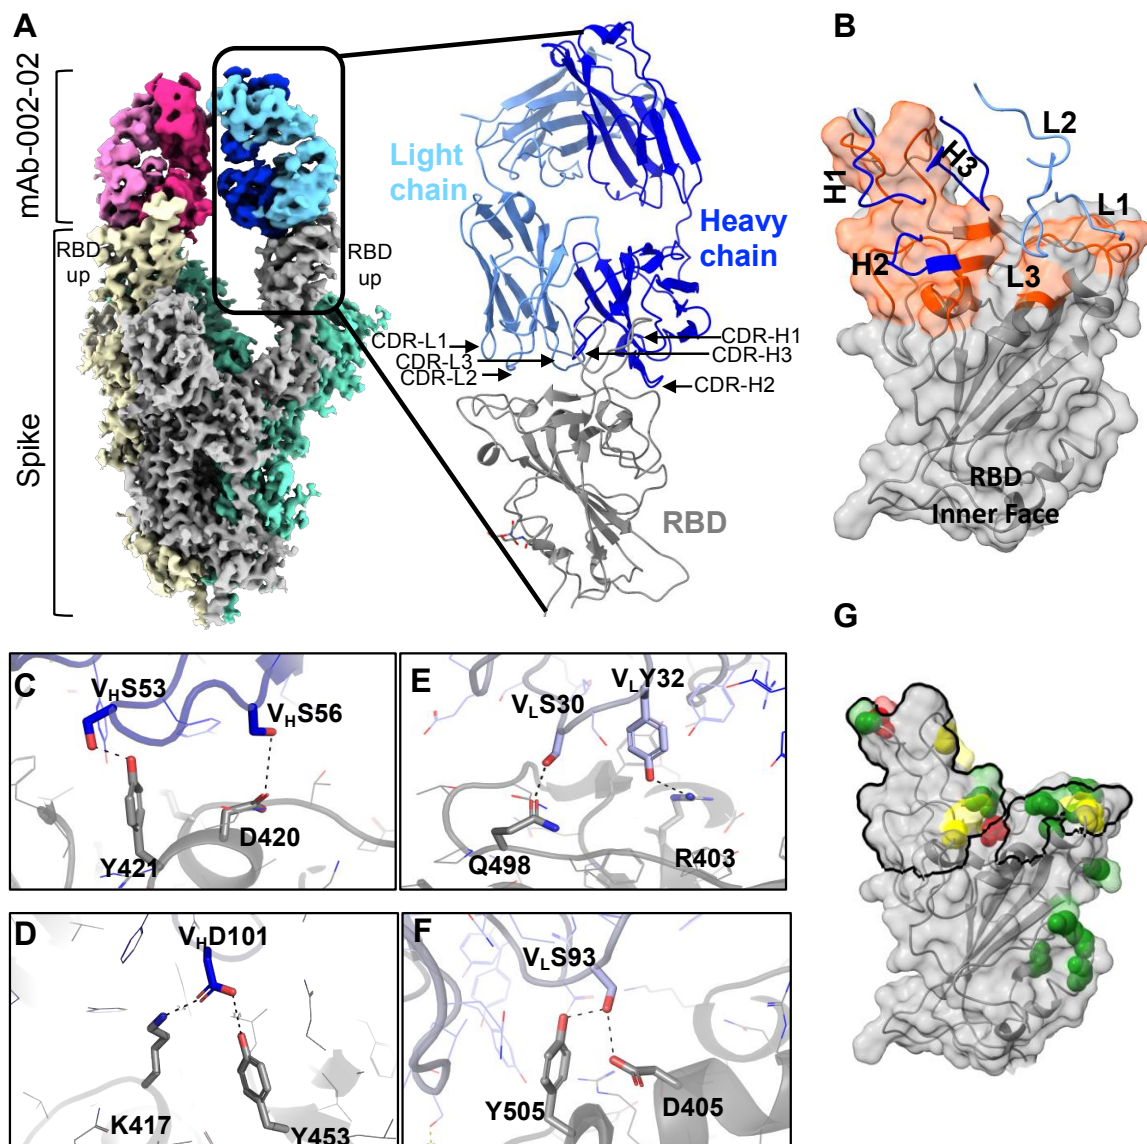 A
mAb-002-02
Spike
RBD
up
RBD
up
Light
chain
Heavy
chain
CDR-L1
CDR-L3
CDR-L2
CDR-H1
CDR-H3
CDR-H2
RBD
B
H1
H3
L2
L1
H2
L3
RBD
Inner Face
C
VHS53
VHS56
D420
Y421
E
VLS30
VLY32
Q498
R403
D
VHD101
K417
Y453
F
VLS93
Y505
D405
G